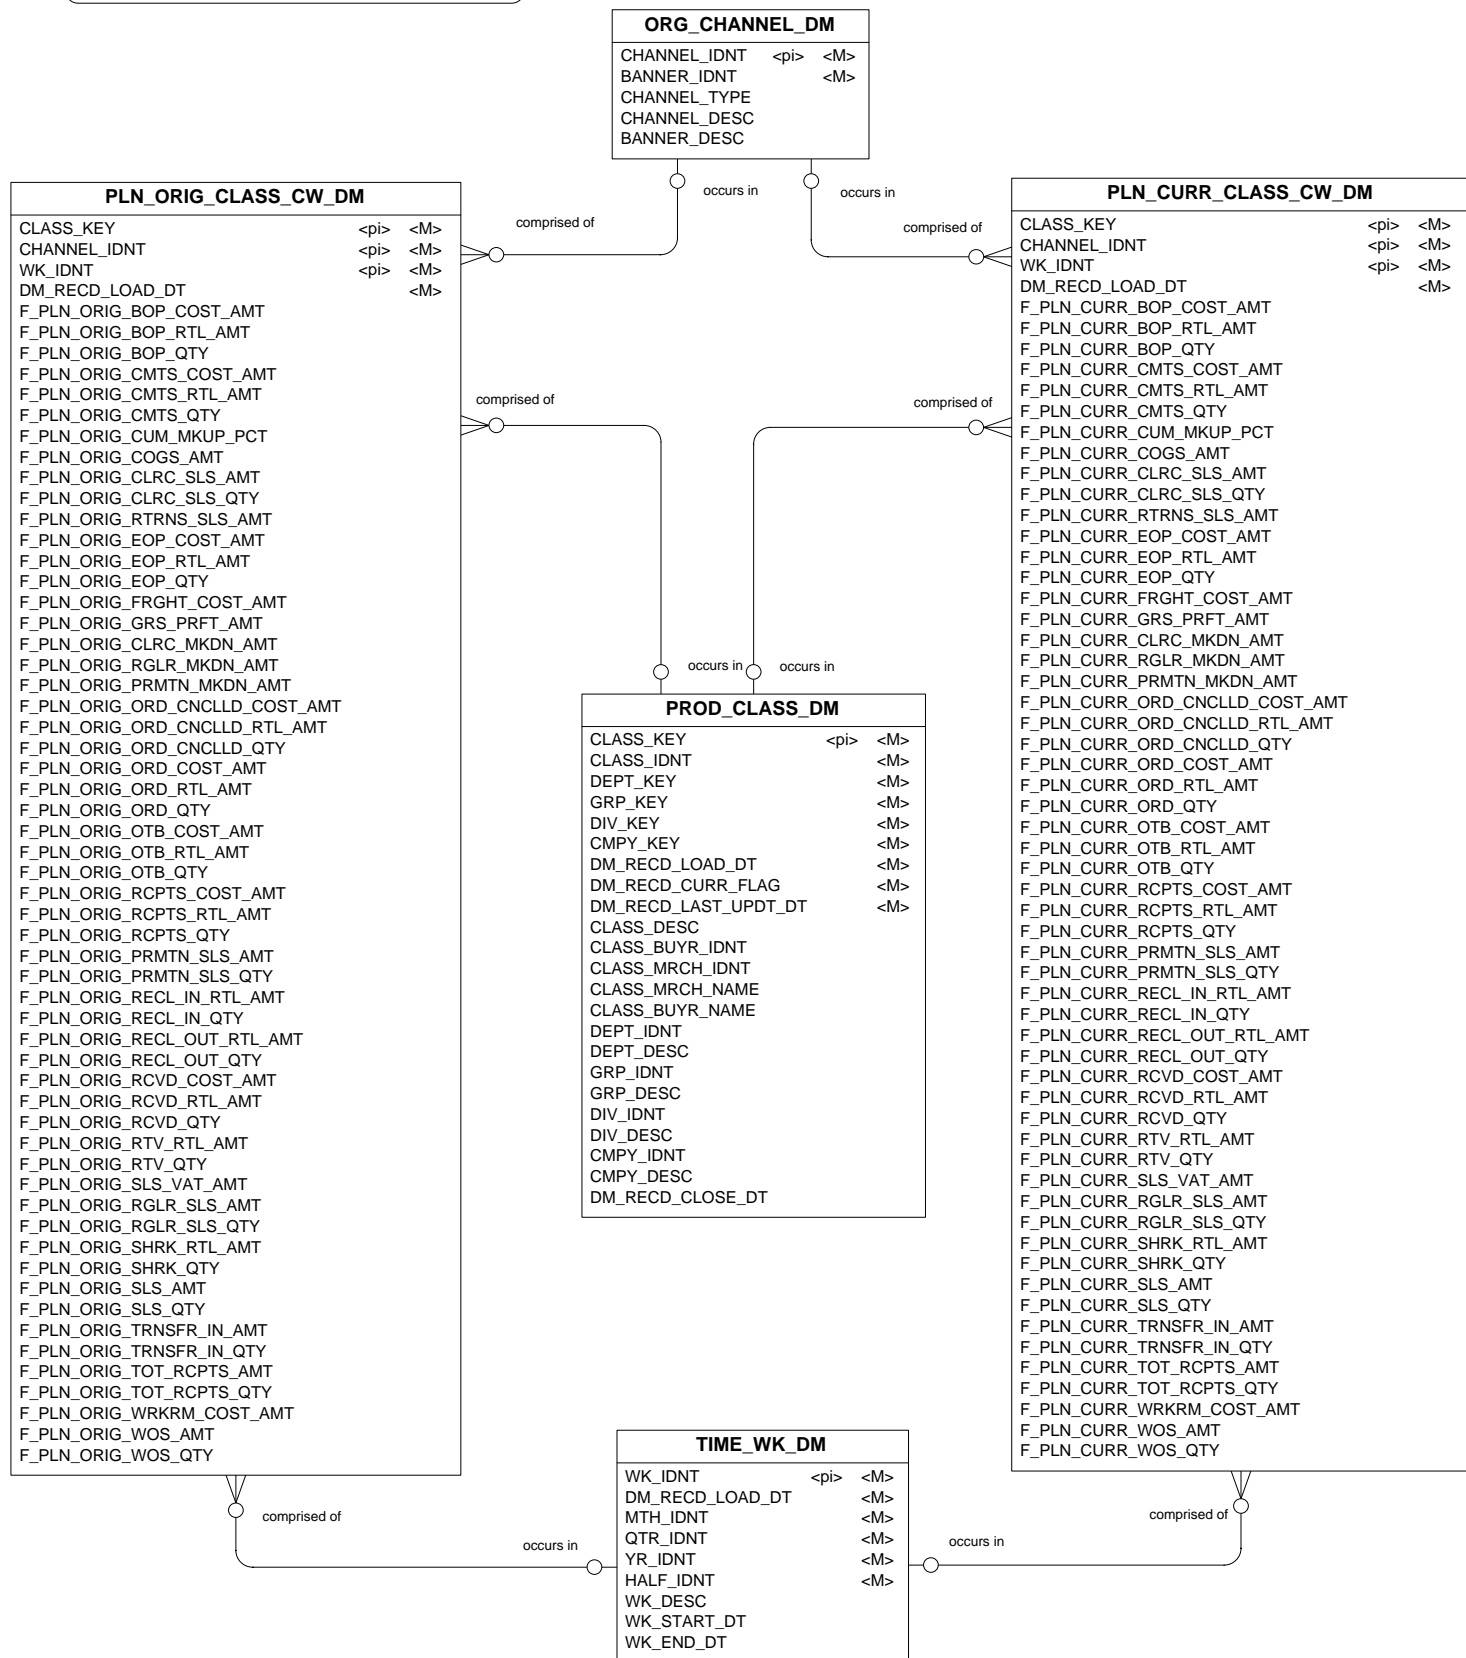 ORG_CHANNEL_DM
CHANNEL_IDNT <pi> <M>
BANNER_IDNT <M>
CHANNEL_TYPE
CHANNEL_DESC
BANNER_DESC
occurs in
occurs in
comprised of
comprised of
PLN_ORIG_CLASS_CW_DM
CLASS_KEY <pi> <M>
CHANNEL_IDNT <pi> <M>
WK_IDNT <pi> <M>
DM_RECD_LOAD_DT <M>
F_PLN_ORIG_BOP_COST_AMT
F_PLN_ORIG_BOP_RTL_AMT
F_PLN_ORIG_BOP_QTY
F_PLN_ORIG_CMTS_COST_AMT
F_PLN_ORIG_CMTS_RTL_AMT
F_PLN_ORIG_CMTS_QTY
F_PLN_ORIG_CUM_MKUP_PCT
F_PLN_ORIG_COGS_AMT
F_PLN_ORIG_CLRC_SLS_AMT
F_PLN_ORIG_CLRC_SLS_QTY
F_PLN_ORIG_RTRNS_SLS_AMT
F_PLN_ORIG_EOP_COST_AMT
F_PLN_ORIG_EOP_RTL_AMT
F_PLN_ORIG_EOP_QTY
F_PLN_ORIG_FRGHT_COST_AMT
F_PLN_ORIG_GRS_PRFT_AMT
F_PLN_ORIG_CLRC_MKDN_AMT
F_PLN_ORIG_RGLR_MKDN_AMT
F_PLN_ORIG_PRMTN_MKDN_AMT
F_PLN_ORIG_ORD_CNCLLD_COST_AMT
F_PLN_ORIG_ORD_CNCLLD_RTL_AMT
F_PLN_ORIG_ORD_CNCLLD_QTY
F_PLN_ORIG_ORD_COST_AMT
F_PLN_ORIG_ORD_RTL_AMT
F_PLN_ORIG_ORD_QTY
F_PLN_ORIG_OTB_COST_AMT
F_PLN_ORIG_OTB_RTL_AMT
F_PLN_ORIG_OTB_QTY
F_PLN_ORIG_RCPTS_COST_AMT
F_PLN_ORIG_RCPTS_RTL_AMT
F_PLN_ORIG_RCPTS_QTY
F_PLN_ORIG_PRMTN_SLS_AMT
F_PLN_ORIG_PRMTN_SLS_QTY
F_PLN_ORIG_RECL_IN_RTL_AMT
F_PLN_ORIG_RECL_IN_QTY
F_PLN_ORIG_RECL_OUT_RTL_AMT
F_PLN_ORIG_RECL_OUT_QTY
F_PLN_ORIG_RCVD_COST_AMT
F_PLN_ORIG_RCVD_RTL_AMT
F_PLN_ORIG_RCVD_QTY
F_PLN_ORIG_RTV_RTL_AMT
F_PLN_ORIG_RTV_QTY
F_PLN_ORIG_SLS_VAT_AMT
F_PLN_ORIG_RGLR_SLS_AMT
F_PLN_ORIG_RGLR_SLS_QTY
F_PLN_ORIG_SHRK_RTL_AMT
F_PLN_ORIG_SHRK_QTY
F_PLN_ORIG_SLS_AMT
F_PLN_ORIG_SLS_QTY
F_PLN_ORIG_TRNSFR_IN_AMT
F_PLN_ORIG_TRNSFR_IN_QTY
F_PLN_ORIG_TOT_RCPTS_AMT
F_PLN_ORIG_TOT_RCPTS_QTY
F_PLN_ORIG_WRKRM_COST_AMT
F_PLN_ORIG_WOS_AMT
F_PLN_ORIG_WOS_QTY
PLN_CURR_CLASS_CW_DM
CLASS_KEY <pi> <M>
CHANNEL_IDNT <pi> <M>
WK_IDNT <pi> <M>
DM_RECD_LOAD_DT <M>
F_PLN_CURR_BOP_COST_AMT
F_PLN_CURR_BOP_RTL_AMT
F_PLN_CURR_BOP_QTY
F_PLN_CURR_CMTS_COST_AMT
F_PLN_CURR_CMTS_RTL_AMT
F_PLN_CURR_CMTS_QTY
F_PLN_CURR_CUM_MKUP_PCT
F_PLN_CURR_COGS_AMT
F_PLN_CURR_CLRC_SLS_AMT
F_PLN_CURR_CLRC_SLS_QTY
F_PLN_CURR_RTRNS_SLS_AMT
F_PLN_CURR_EOP_COST_AMT
F_PLN_CURR_EOP_RTL_AMT
F_PLN_CURR_EOP_QTY
F_PLN_CURR_FRGHT_COST_AMT
F_PLN_CURR_GRS_PRFT_AMT
F_PLN_CURR_CLRC_MKDN_AMT
F_PLN_CURR_RGLR_MKDN_AMT
F_PLN_CURR_PRMTN_MKDN_AMT
F_PLN_CURR_ORD_CNCLLD_COST_AMT
F_PLN_CURR_ORD_CNCLLD_RTL_AMT
F_PLN_CURR_ORD_CNCLLD_QTY
F_PLN_CURR_ORD_COST_AMT
F_PLN_CURR_ORD_RTL_AMT
F_PLN_CURR_ORD_QTY
F_PLN_CURR_OTB_COST_AMT
F_PLN_CURR_OTB_RTL_AMT
F_PLN_CURR_OTB_QTY
F_PLN_CURR_RCPTS_COST_AMT
F_PLN_CURR_RCPTS_RTL_AMT
F_PLN_CURR_RCPTS_QTY
F_PLN_CURR_PRMTN_SLS_AMT
F_PLN_CURR_PRMTN_SLS_QTY
F_PLN_CURR_RECL_IN_RTL_AMT
F_PLN_CURR_RECL_IN_QTY
F_PLN_CURR_RECL_OUT_RTL_AMT
F_PLN_CURR_RECL_OUT_QTY
F_PLN_CURR_RCVD_COST_AMT
F_PLN_CURR_RCVD_RTL_AMT
F_PLN_CURR_RCVD_QTY
F_PLN_CURR_RTV_RTL_AMT
F_PLN_CURR_RTV_QTY
F_PLN_CURR_SLS_VAT_AMT
F_PLN_CURR_RGLR_SLS_AMT
F_PLN_CURR_RGLR_SLS_QTY
F_PLN_CURR_SHRK_RTL_AMT
F_PLN_CURR_SHRK_QTY
F_PLN_CURR_SLS_AMT
F_PLN_CURR_SLS_QTY
F_PLN_CURR_TRNSFR_IN_AMT
F_PLN_CURR_TRNSFR_IN_QTY
F_PLN_CURR_TOT_RCPTS_AMT
F_PLN_CURR_TOT_RCPTS_QTY
F_PLN_CURR_WRKRM_COST_AMT
F_PLN_CURR_WOS_AMT
F_PLN_CURR_WOS_QTY
comprised of
comprised of
occurs in
occurs in
PROD_CLASS_DM
CLASS_KEY <pi> <M>
CLASS_IDNT <M>
DEPT_KEY <M>
GRP_KEY <M>
DIV_KEY <M>
CMPY_KEY <M>
DM_RECD_LOAD_DT <M>
DM_RECD_CURR_FLAG <M>
DM_RECD_LAST_UPDT_DT <M>
CLASS_DESC
CLASS_BUYR_IDNT
CLASS_MRCH_IDNT
CLASS_MRCH_NAME
CLASS_BUYR_NAME
DEPT_IDNT
DEPT_DESC
GRP_IDNT
GRP_DESC
DIV_IDNT
DIV_DESC
CMPY_IDNT
CMPY_DESC
DM_RECD_CLOSE_DT
comprised of
comprised of
occurs in
occurs in
TIME_WK_DM
WK_IDNT <pi> <M>
DM_RECD_LOAD_DT <M>
MTH_IDNT <M>
QTR_IDNT <M>
YR_IDNT <M>
HALF_IDNT <M>
WK_DESC
WK_START_DT
WK_END_DT